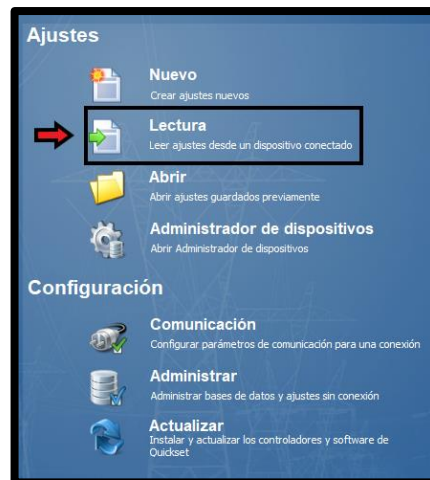 Ajustes
Nuevo
Crear ajustes nuevos
Lectura
Leer ajustes desde un dispositivo conectado
Abrir
Abrir ajustes guardados previamente
Administrador de dispositivos
Abrir Administrador de dispositivos
Configuración
Comunicación
Configurar parámetros de comunicación para una conexión
Administrar
Administrar bases de datos y ajustes sin conexión
Actualizar
Instalar y actualizar los controladores y software de
Quickset